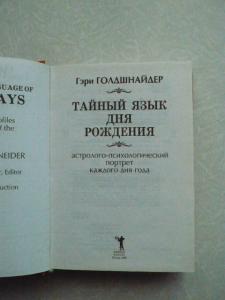 GUAGE OF
AYS
ofiles
of the
NEIDER
, Editor
uction
Гэри ГОЛДШНАЙДЕР
ТАЙНЫЙ ЯЗЫК
ДНЯ
РОЖДЕНИЯ
астролого-психологический
портрет
каждого дня года